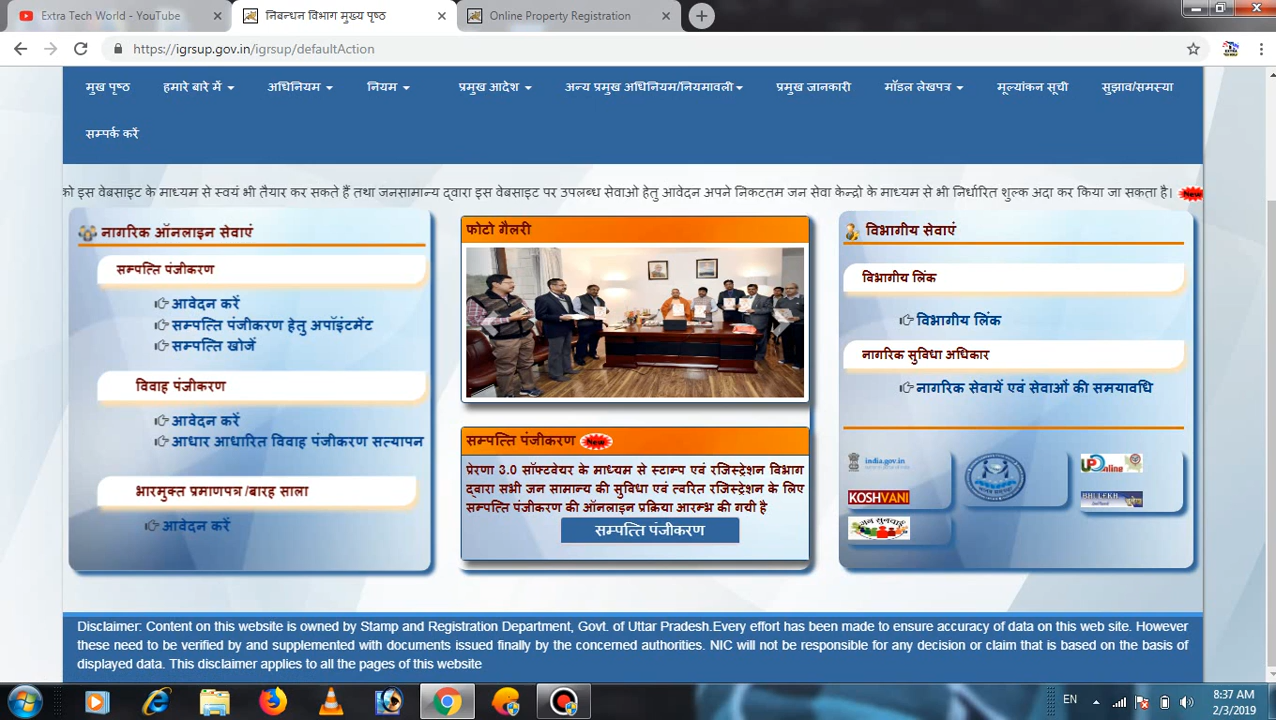 Extra Tech World - YouTube
निबन्धन विभाग मुख्य पृष्ठ
Online Property Registration
https://igrsup.gov.in/igrsup/defaultAction
मुख पृष्ठ हमारे बारे में अधिनियम नियम प्रमुख आदेश अन्य प्रमुख अधिनियम/नियमावली प्रमुख जानकारी मॉडल लेखपत्र मूल्यांकन सूची सुझाव/समस्या
सम्पर्क करें
को इस वेबसाइट के माध्यम से स्वयं भी तैयार कर सकते हैं तथा जनसामान्य द्वारा इस वेबसाइट पर उपलब्ध सेवाओ हेतु आवेदन अपने निकटतम जन सेवा केन्द्रो के माध्यम से भी निर्धारित शुल्क अदा कर किया जा सकता है। New
नागरिक ऑनलाइन सेवाएं
सम्पत्ति पंजीकरण
आवेदन करें
सम्पत्ति पंजीकरण हेतु अपॉइंटमेंट
सम्पत्ति खोजें
विवाह पंजीकरण
आवेदन करें
आधार आधारित विवाह पंजीकरण सत्यापन
भारमुक्त प्रमाणपत्र /बारह साला
आवेदन करें
फोटो गैलरी
सम्पत्ति पंजीकरण New
प्रेरणा 3.0 सॉफ्टवेयर के माध्यम से स्टाम्प एवं रजिस्ट्रेशन विभाग
द्वारा सभी जन सामान्य की सुविधा एवं त्वरित रजिस्ट्रेशन के लिए
सम्पत्ति पंजीकरण की ऑनलाइन प्रक्रिया आरम्भ की गयी है
सम्पत्ति पंजीकरण
विभागीय सेवाएं
विभागीय लिंक
विभागीय लिंक
नागरिक सुविधा अधिकार
नागरिक सेवायें एवं सेवाओं की समयावधि
india.gov.in
UPOnline
KOSHVANI
BHULEKH
जन सुनवाई
Disclaimer: Content on this website is owned by Stamp and Registration Department, Govt. of Uttar Pradesh.Every effort has been made to ensure accuracy of data on this web site. However
these need to be verified by and supplemented with documents issued finally by the concerned authorities. NIC will not be responsible for any decision or claim that is based on the basis of
displayed data. This disclaimer applies to all the pages of this website
EN
8:37 AM
2/3/2019